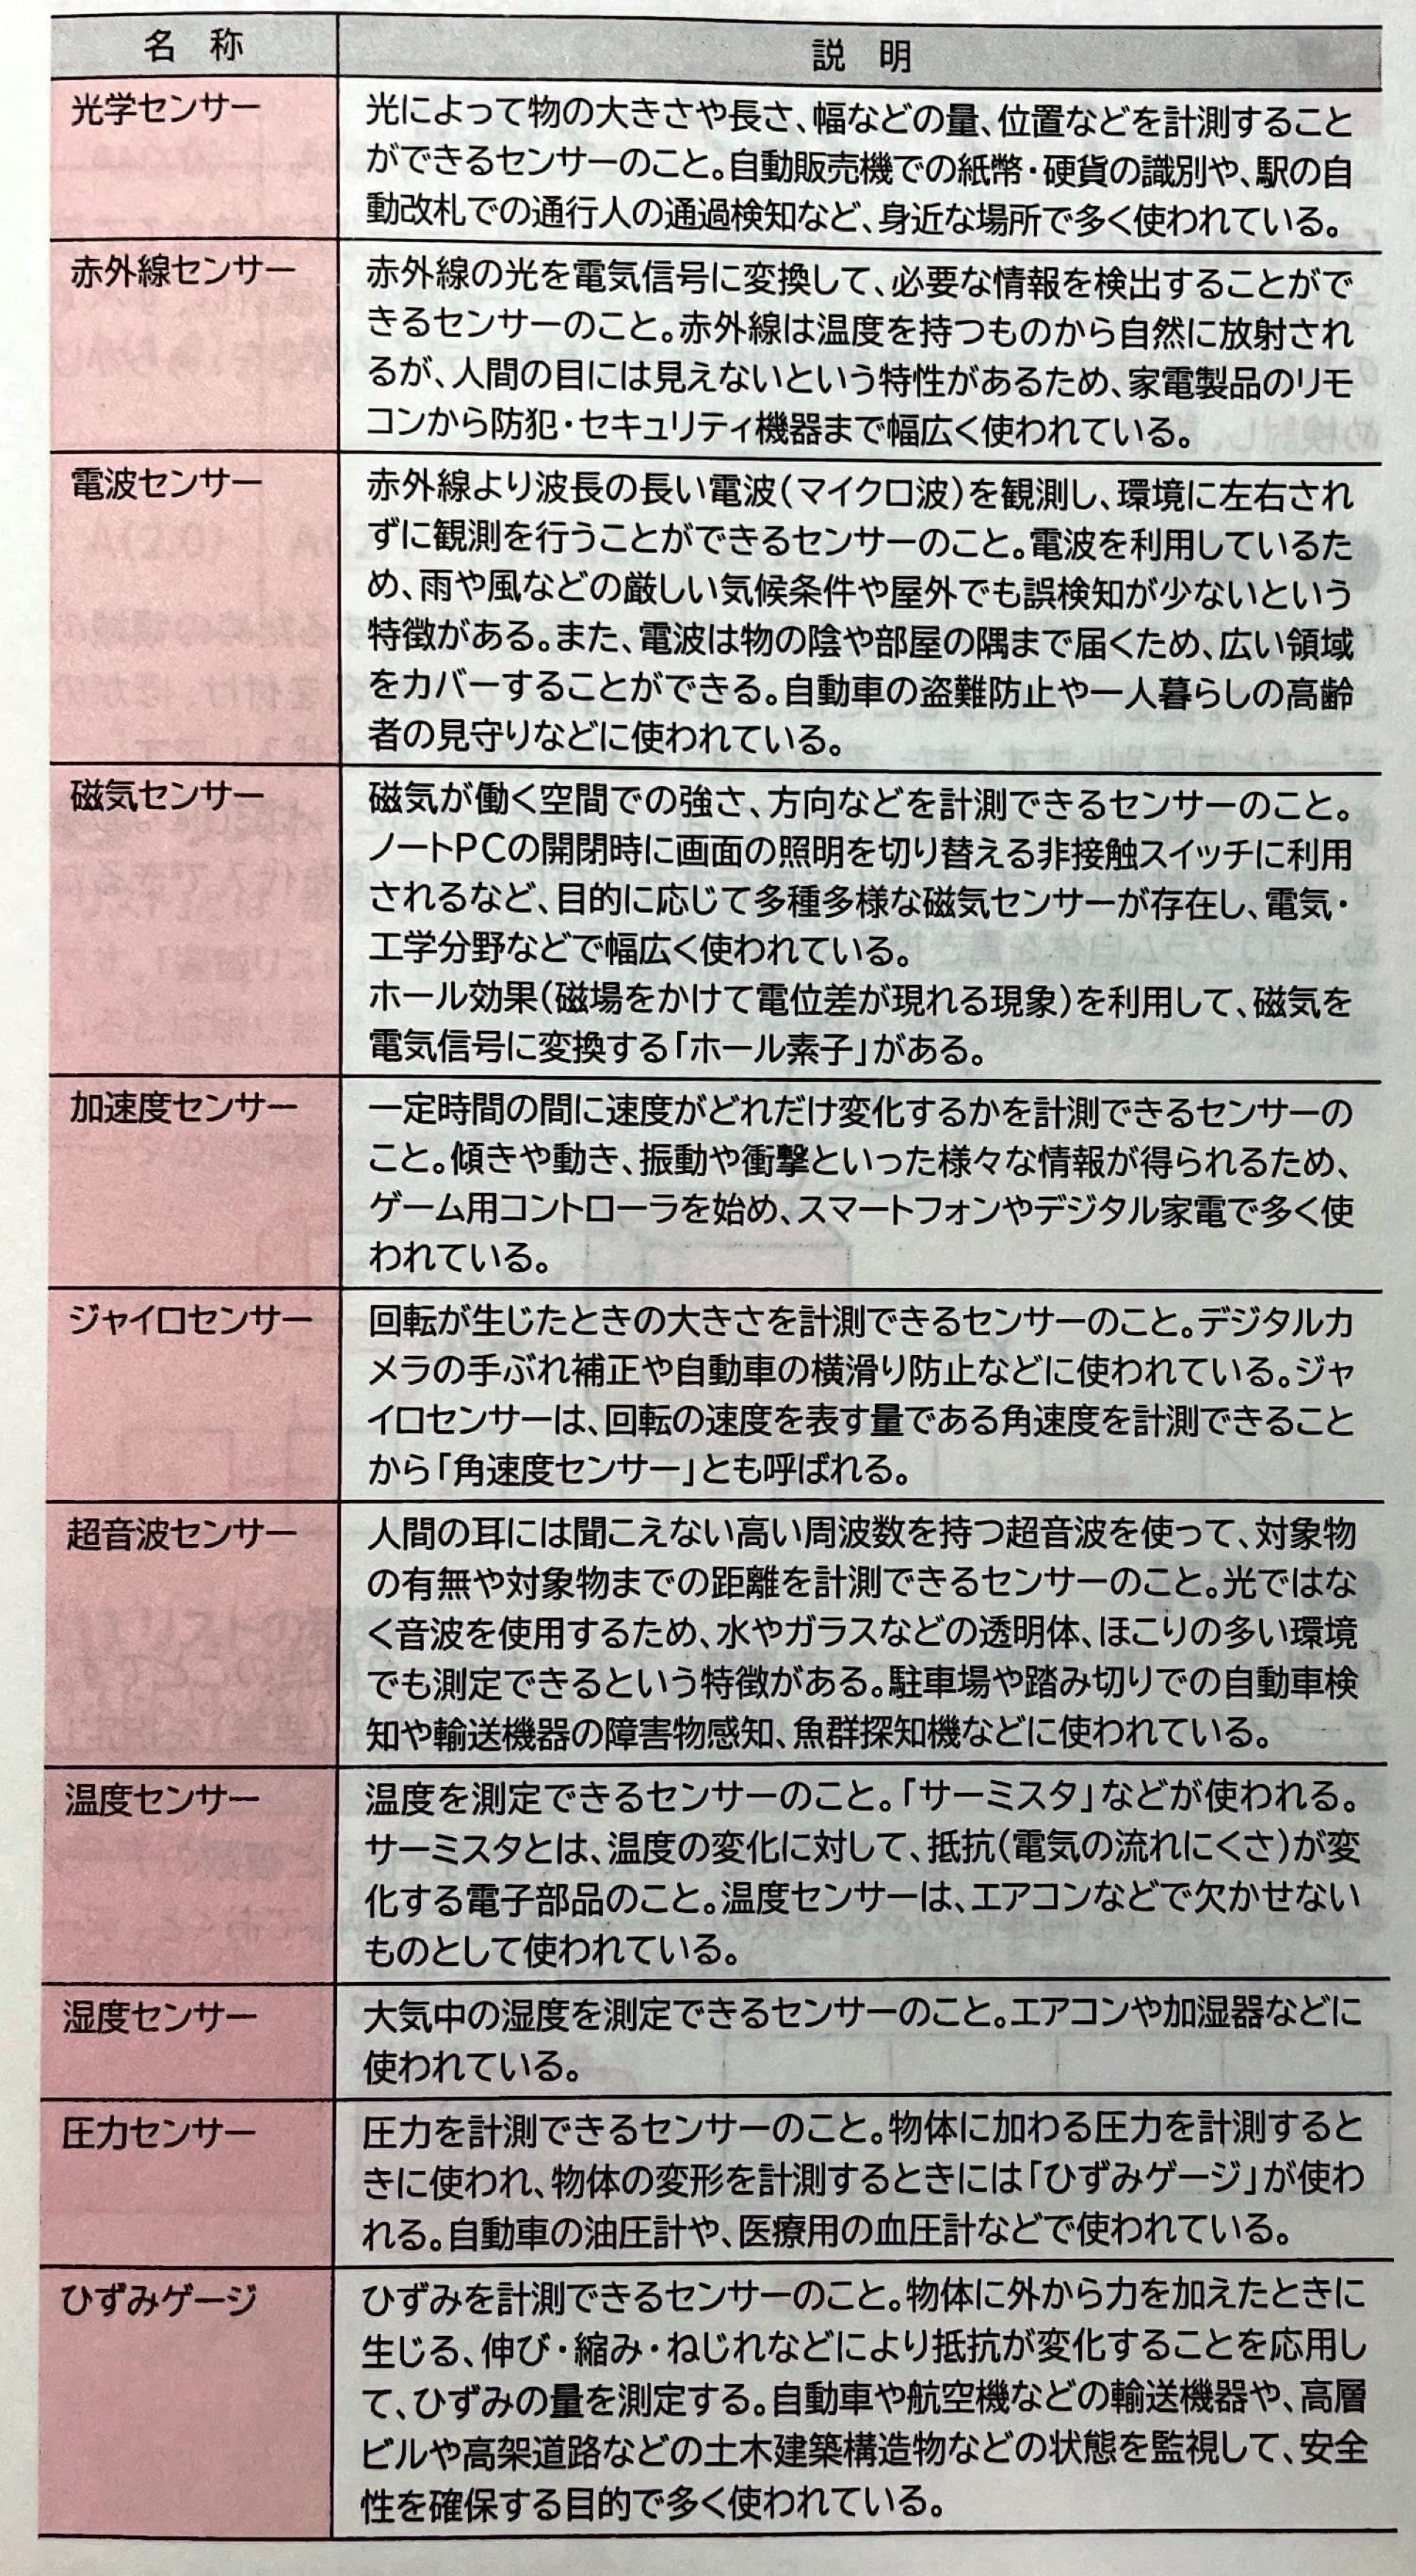 名 称
説 明
光学センサー
光によって物の大きさや長さ、幅などの量、位置などを計測すること
ができるセンサーのこと。自動販売機での紙幣・硬貨の識別や、駅の自
動改札での通行人の通過検知など、身近な場所で多く使われている。
赤外線センサー
赤外線の光を電気信号に変換して、必要な情報を検出することがで
きるセンサーのこと。赤外線は温度を持つものから自然に放射され
るが、人間の目には見えないという特性があるため、家電製品のリモ
コンから防犯・セキュリティ機器まで幅広く使われている。
電波センサー
赤外線より波長の長い電波(マイクロ波)を観測し、環境に左右され
ずに観測を行うことができるセンサーのこと。電波を利用しているた
め、雨や風などの厳しい気候条件や屋外でも誤検知が少ないという
特徴がある。また、電波は物の陰や部屋の隅まで届くため、広い領域
をカバーすることができる。自動車の盗難防止や一人暮らしの高齢
者の見守りなどに使われている。
磁気センサー
磁気が働く空間での強さ、方向などを計測できるセンサーのこと。
ノートPCの開閉時に画面の照明を切り替える非接触スイッチに利用
されるなど、目的に応じて多種多様な磁気センサーが存在し、電気・
工学分野などで幅広く使われている。
ホール効果(磁場をかけて電位差が現れる現象)を利用して、磁気を
電気信号に変換する「ホール素子」がある。
加速度センサー
一定時間の間に速度がどれだけ変化するかを計測できるセンサーの
こと。傾きや動き、振動や衝撃といった様々な情報が得られるため、
ゲーム用コントローラを始め、スマートフォンやデジタル家電で多く使
われている。
ジャイロセンサー
回転が生じたときの大きさを計測できるセンサーのこと。デジタルカ
メラの手ぶれ補正や自動車の横滑り防止などに使われている。ジャ
イロセンサーは、回転の速度を表す量である角速度を計測できること
から「角速度センサー」とも呼ばれる。
超音波センサー
人間の耳には聞こえない高い周波数を持つ超音波を使って、対象物
の有無や対象物までの距離を計測できるセンサーのこと。光ではな
く音波を使用するため、水やガラスなどの透明体、ほこりの多い環境
でも測定できるという特徴がある。駐車場や踏み切りでの自動車検
知や輸送機器の障害物感知、魚群探知機などに使われている。
温度センサー
温度を測定できるセンサーのこと。「サーミスタ」などが使われる。
サーミスタとは、温度の変化に対して、抵抗(電気の流れにくさ)が変
化する電子部品のこと。温度センサーは、エアコンなどで欠かせない
ものとして使われている。
湿度センサー
大気中の湿度を測定できるセンサーのこと。エアコンや加湿器などに
使われている。
圧力センサー
圧力を計測できるセンサーのこと。物体に加わる圧力を計測すると
きに使われ、物体の変形を計測するときには「ひずみゲージ」が使わ
れる。自動車の油圧計や、医療用の血圧計などで使われている。
ひずみゲージ
ひずみを計測できるセンサーのこと。物体に外から力を加えたときに
生じる、伸び・縮み・ねじれなどにより抵抗が変化することを応用し
て、ひずみの量を測定する。自動車や航空機などの輸送機器や、高層
ビルや高架道路などの土木建築構造物などの状態を監視して、安全
性を確保する目的で多く使われている。